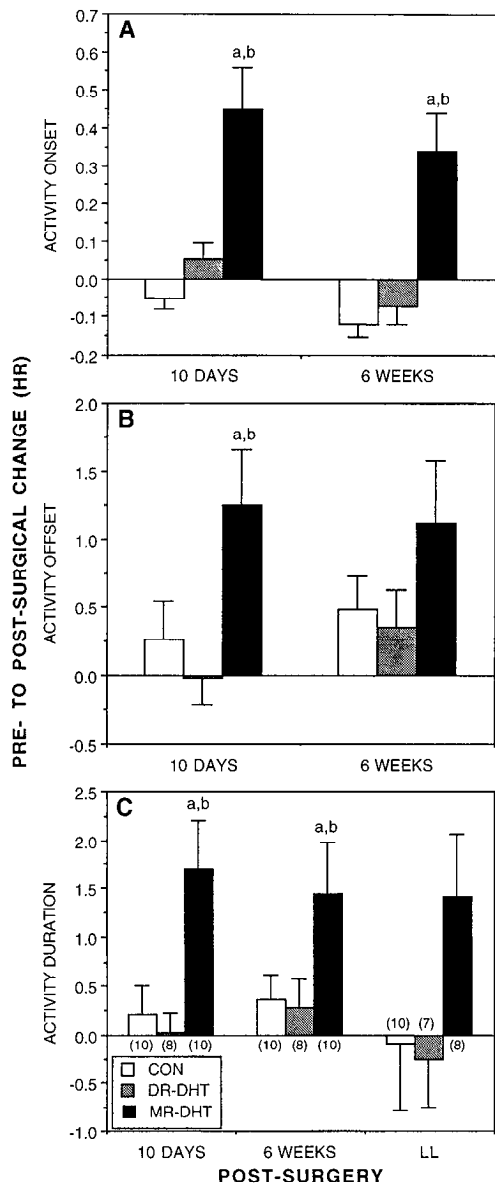 A
0.7
0.6
0.5
0.4
0.3
0.2
0.1
0.0
-0.1
-0.2
a,b
a,b
ACTIVITY ONSET
10 DAYS 6 WEEKS
PRE- TO POST-SURGICAL CHANGE (HR)
B
2.0
1.5
1.0
0.5
0.0
-0.5
a,b
ACTIVITY OFFSET
10 DAYS 6 WEEKS
C
2.5
2.0
1.5
1.0
0.5
0.0
-0.5
-1.0
a,b
a,b
ACTIVITY DURATION
(10) (8) (10) (10) (8) (10) (10) (7) (8)
CON
DR-DHT
MR-DHT
10 DAYS 6 WEEKS LL
POST-SURGERY